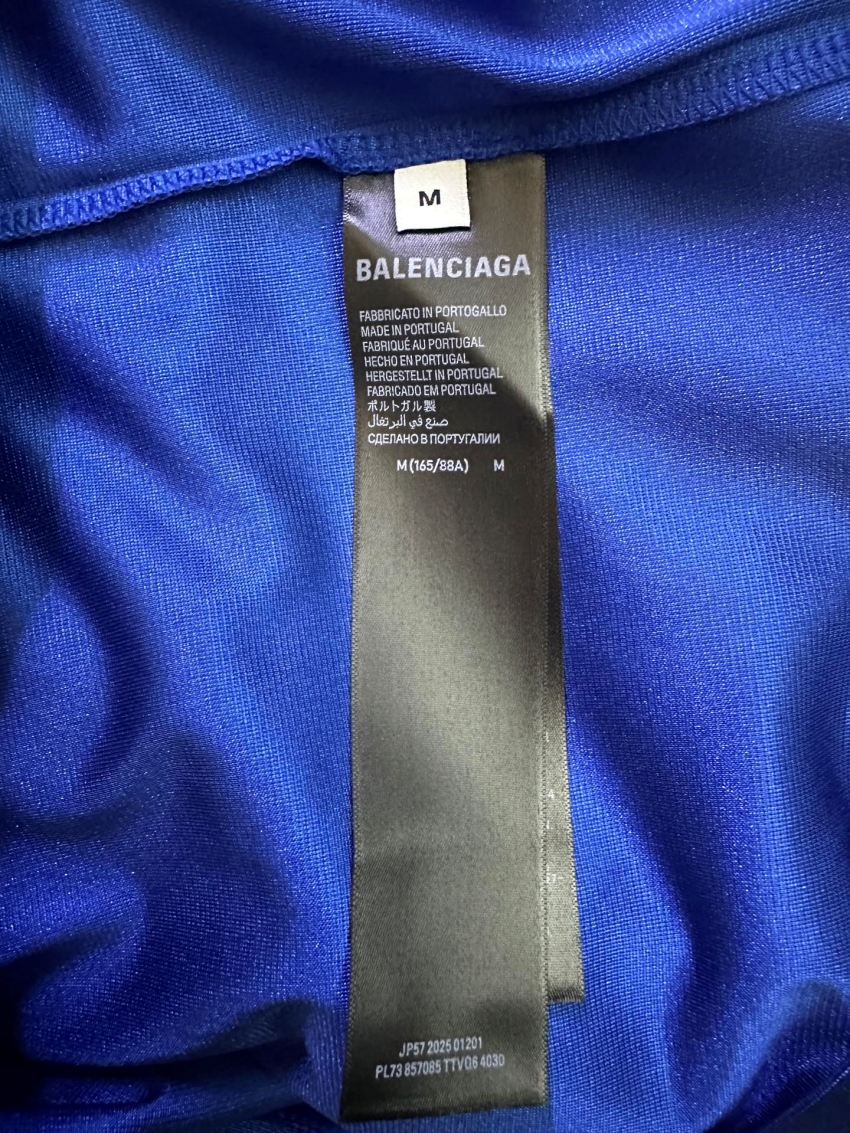 M
BALENCIAGA
FABBRICATO IN PORTOGALLO
MADE IN PORTUGAL
FABRIQUÉ AU PORTUGAL
HECHO EN PORTUGAL
HERGESTELLT IN PORTUGAL
FABRICADO EM PORTUGAL
ポルトガル製
صنع في البرتغال
СДЕЛАНО В ПОРТУГАЛИИ
M (165/88A) M
JP57 2025 01201
PL73 857085 TTVQ6 4030